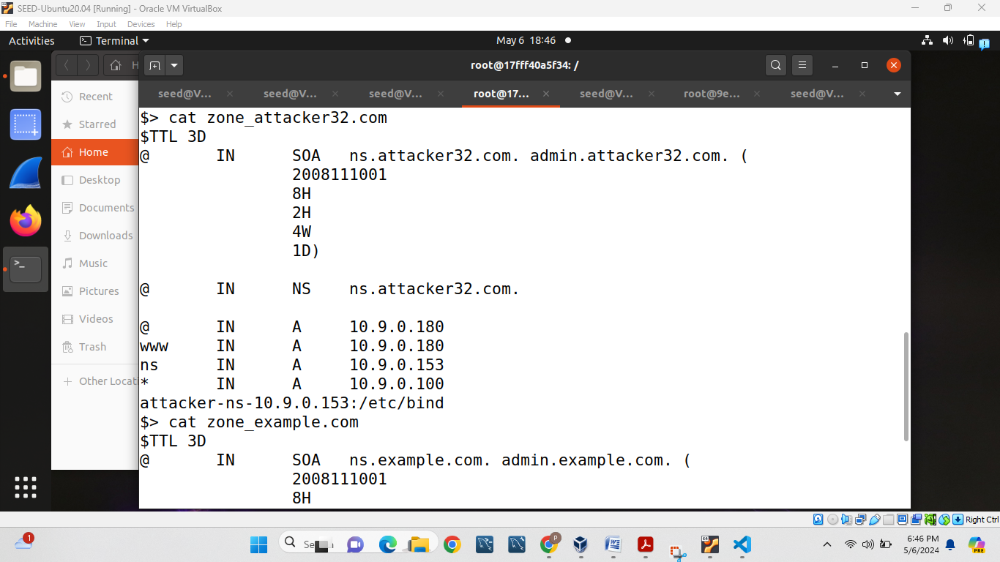 SEED-Ubuntu20.04 [Running] - Oracle VM VirtualBox
File Machine View Input Devices Help
Activities Terminal May 6 18:46
root@17fff40a5f34: /
seed@V... seed@V... seed@V... root@17... seed@V... root@9e... seed@V...
Recent
Starred
Home
Desktop
Documents
Downloads
Music
Pictures
Videos
Trash
Other Locati
$> cat zone_attacker32.com
$TTL 3D
@ IN SOA ns.attacker32.com. admin.attacker32.com. (
2008111001
8H
2H
4W
1D)
@ IN NS ns.attacker32.com.
@ IN A 10.9.0.180
www IN A 10.9.0.180
ns IN A 10.9.0.153
* IN A 10.9.0.100
attacker-ns-10.9.0.153:/etc/bind
$> cat zone_example.com
$TTL 3D
@ IN SOA ns.example.com. admin.example.com. (
2008111001
8H
Right Ctrl
1
P
PRE
6:46 PM
5/6/2024